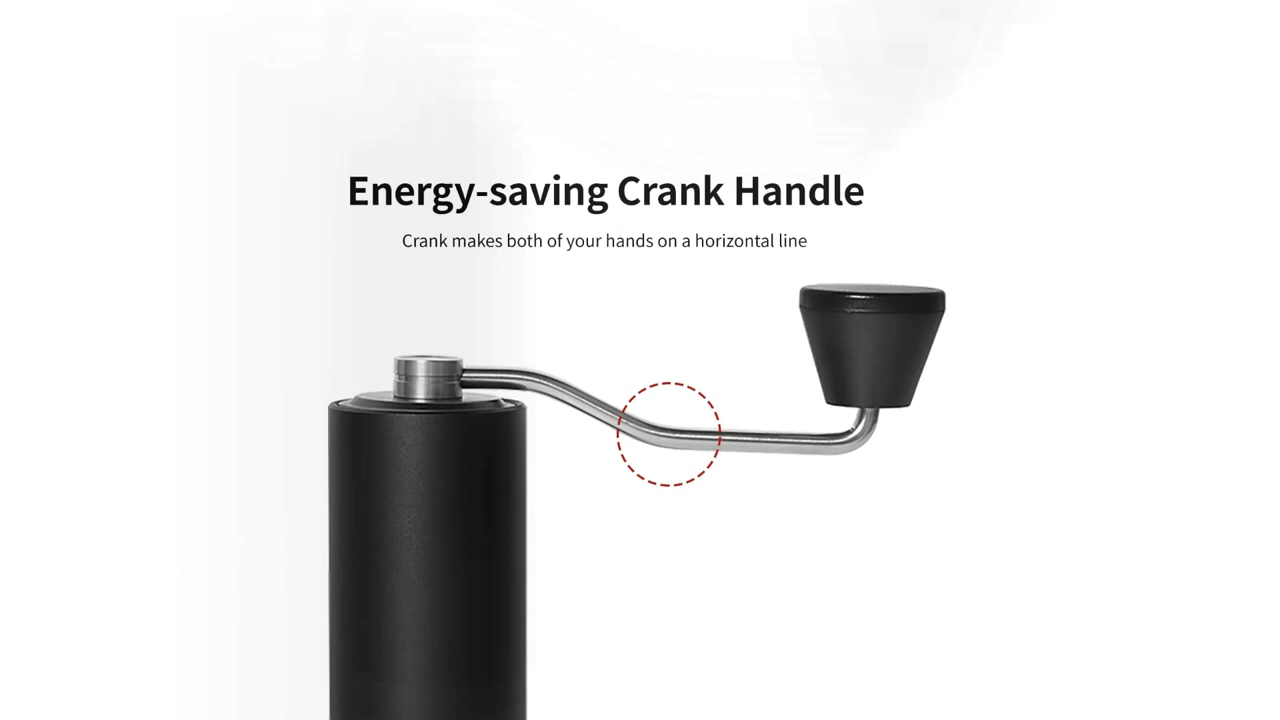 Energy-saving Crank Handle
Crank makes both of your hands on a horizontal line